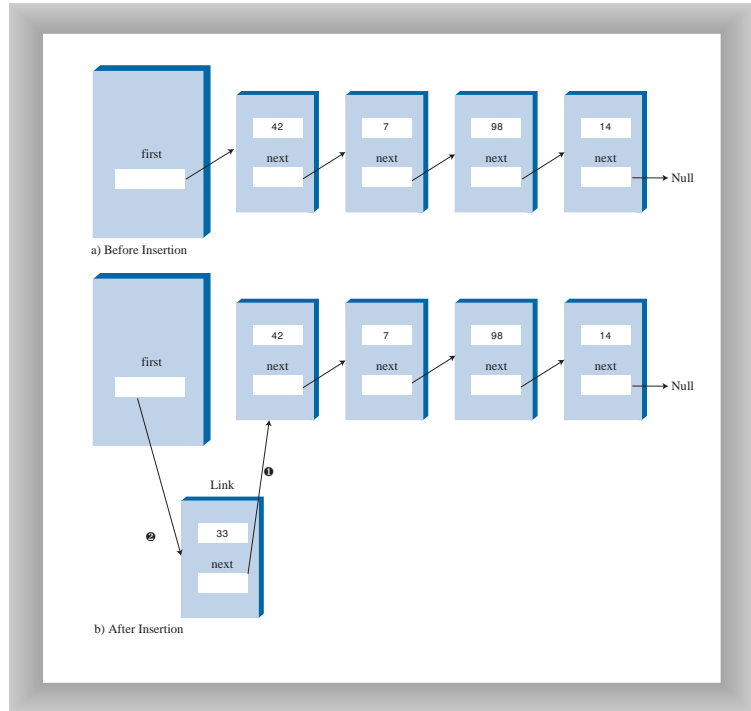 42 7 98 14
first next next next next
Null
a) Before Insertion
42 7 98 14
first next next next next
Null
❶
Link
❷ 33
next
b) After Insertion